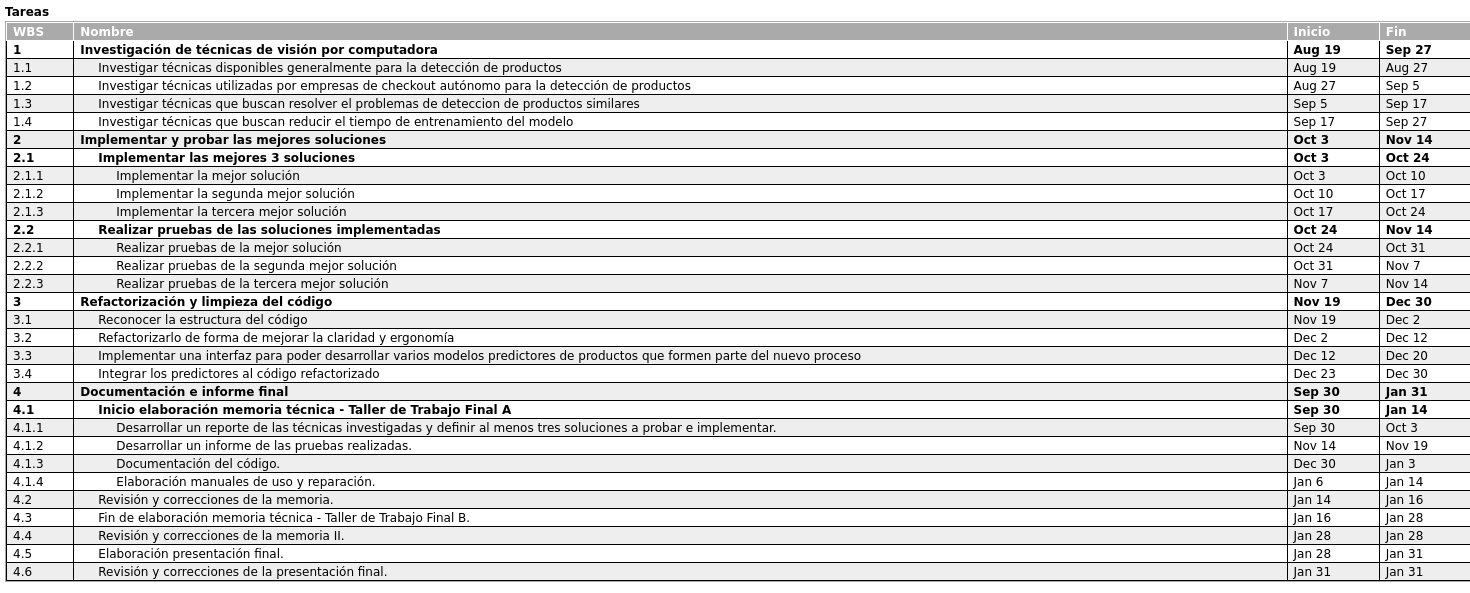 Tareas
WBS Nombre Inicio Fin
1 Investigación de técnicas de visión por computadora Aug 19 Sep 27
1.1 Investigar técnicas disponibles generalmente para la detección de productos Aug 19 Aug 27
1.2 Investigar técnicas utilizadas por empresas de checkout autónomo para la detección de productos Aug 27 Sep 5
1.3 Investigar técnicas que buscan resolver el problemas de deteccion de productos similares Sep 5 Sep 17
1.4 Investigar técnicas que buscan reducir el tiempo de entrenamiento del modelo Sep 17 Sep 27
2 Implementar y probar las mejores soluciones Oct 3 Nov 14
2.1 Implementar las mejores 3 soluciones Oct 3 Oct 24
2.1.1 Implementar la mejor solución Oct 3 Oct 10
2.1.2 Implementar la segunda mejor solución Oct 10 Oct 17
2.1.3 Implementar la tercera mejor solución Oct 17 Oct 24
2.2 Realizar pruebas de las soluciones implementadas Oct 24 Nov 14
2.2.1 Realizar pruebas de la mejor solución Oct 24 Oct 31
2.2.2 Realizar pruebas de la segunda mejor solución Oct 31 Nov 7
2.2.3 Realizar pruebas de la tercera mejor solución Nov 7 Nov 14
3 Refactorización y limpieza del código Nov 19 Dec 30
3.1 Reconocer la estructura del código Nov 19 Dec 2
3.2 Refactorizarlo de forma de mejorar la claridad y ergonomía Dec 2 Dec 12
3.3 Implementar una interfaz para poder desarrollar varios modelos predictores de productos que formen parte del nuevo proceso Dec 12 Dec 20
3.4 Integrar los predictores al código refactorizado Dec 23 Dec 30
4 Documentación e informe final Sep 30 Jan 31
4.1 Inicio elaboración memoria técnica - Taller de Trabajo Final A Sep 30 Jan 14
4.1.1 Desarrollar un reporte de las técnicas investigadas y definir al menos tres soluciones a probar e implementar. Sep 30 Oct 3
4.1.2 Desarrollar un informe de las pruebas realizadas. Nov 14 Nov 19
4.1.3 Documentación del código. Dec 30 Jan 3
4.1.4 Elaboración manuales de uso y reparación. Jan 6 Jan 14
4.2 Revisión y correcciones de la memoria. Jan 14 Jan 16
4.3 Fin de elaboración memoria técnica - Taller de Trabajo Final B. Jan 16 Jan 28
4.4 Revisión y correcciones de la memoria II. Jan 28 Jan 28
4.5 Elaboración presentación final. Jan 28 Jan 31
4.6 Revisión y correcciones de la presentación final. Jan 31 Jan 31